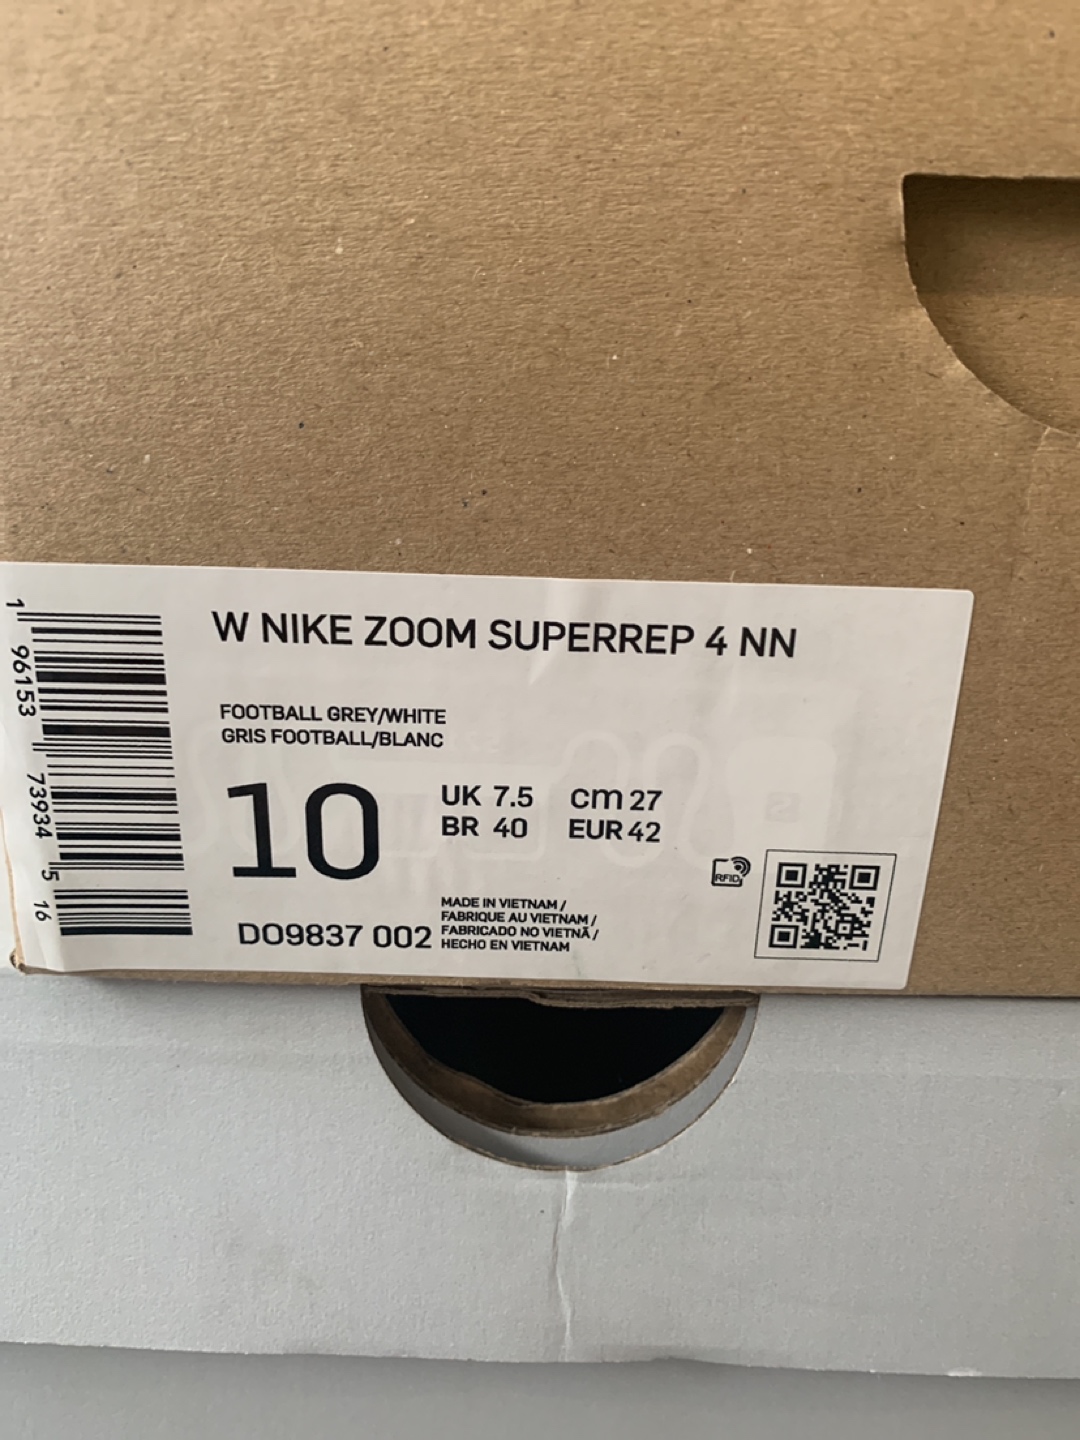 W NIKE ZOOM SUPERREP 4 NN
FOOTBALL GREY/WHITE
GRIS FOOTBALL/BLANC
10
UK 7.5 cm 27
BR 40 EUR 42
RFID
DO9837 002
MADE IN VIETNAM /
FABRIQUE AU VIETNAM /
FABRICADO NO VIETNÃ /
HECHO EN VIETNAM
1 96153 73934 5 16